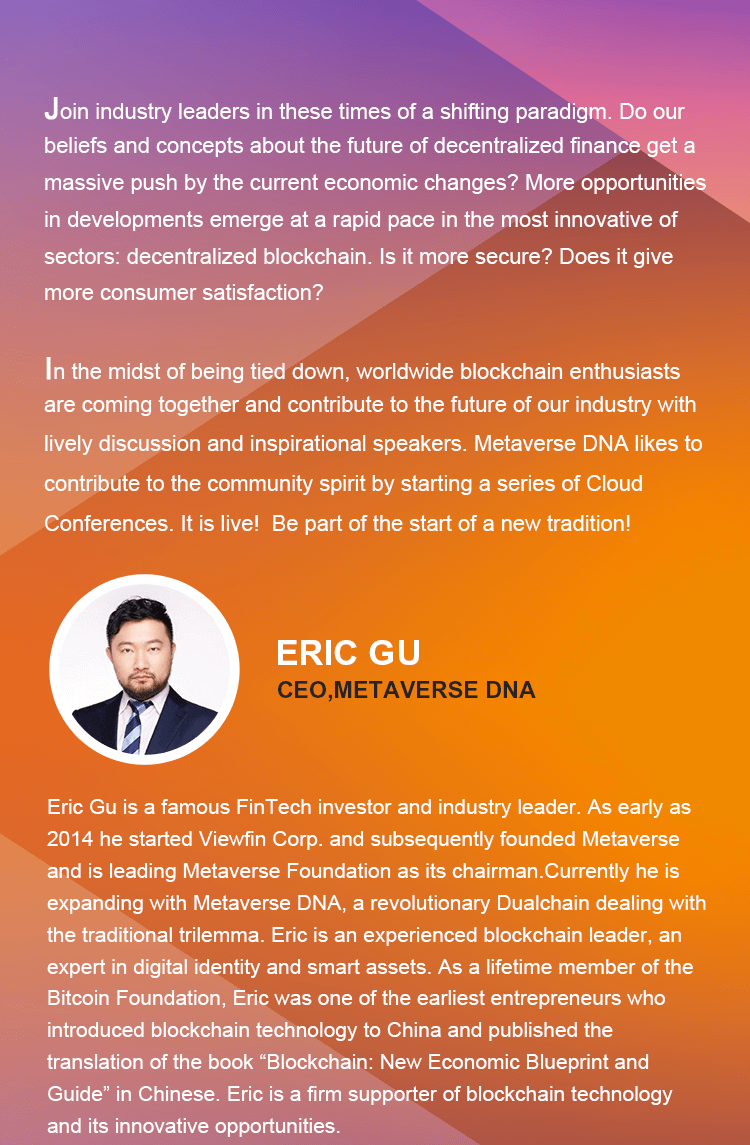 Join industry leaders in these times of a shifting paradigm. Do our
beliefs and concepts about the future of decentralized finance get a
massive push by the current economic changes? More opportunities
in developments emerge at a rapid pace in the most innovative of
sectors: decentralized blockchain. Is it more secure? Does it give
more consumer satisfaction?
In the midst of being tied down, worldwide blockchain enthusiasts
are coming together and contribute to the future of our industry with
lively discussion and inspirational speakers. Metaverse DNA likes to
contribute to the community spirit by starting a series of Cloud
Conferences. It is live!  Be part of the start of a new tradition!
ERIC GU
CEO,METAVERSE DNA
Eric Gu is a famous FinTech investor and industry leader. As early as
2014 he started Viewfin Corp. and subsequently founded Metaverse
and is leading Metaverse Foundation as its chairman.Currently he is
expanding with Metaverse DNA, a revolutionary Dualchain dealing with
the traditional trilemma. Eric is an experienced blockchain leader, an
expert in digital identity and smart assets. As a lifetime member of the
Bitcoin Foundation, Eric was one of the earliest entrepreneurs who
introduced blockchain technology to China and published the
translation of the book “Blockchain: New Economic Blueprint and
Guide” in Chinese. Eric is a firm supporter of blockchain technology
and its innovative opportunities.